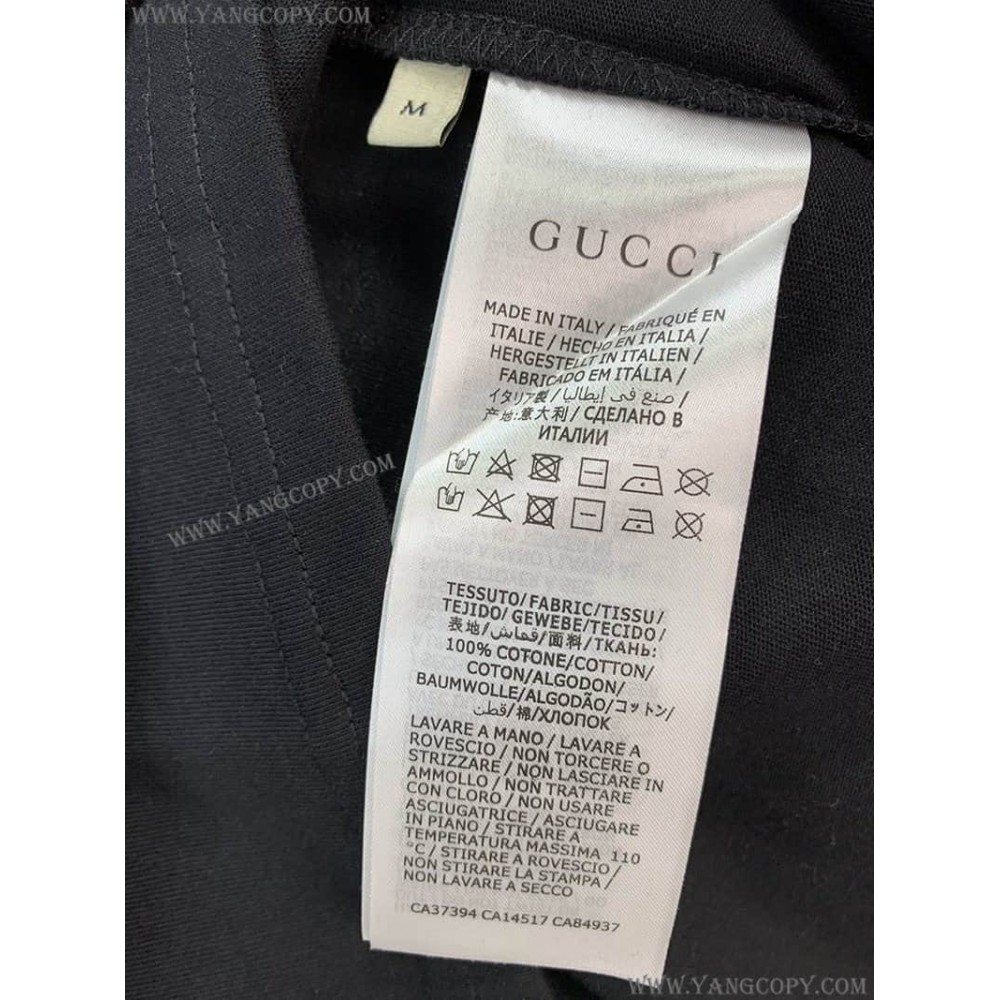 WWW.YANGCOPY.COM
WWW.YANGCOPY.COM
M
GUCCI
MADE IN ITALY / FABRIQUÉ EN
ITALIE / HECHO EN ITALIA /
HERGESTELLT IN ITALIEN /
FABRICADO EM ITÁLIA /
イタリア製 / صنع في إيطاليا /
产地:意大利 / СДЕЛАНО В
ИТАЛИИ
WWW.YANGCOPY.COM
TESSUTO/FABRIC/TISSU/
TEJIDO/ GEWEBE/TECIDO/
表地/قماش/面料/ТКАНЬ:
100% COTONE/COTTON/
COTON/ALGODON/
BAUMWOLLE/ALGODÃO/コットン/
قطن/棉/ХЛОПОК
LAVARE A MANO / LAVARE A
ROVESCIO / NON TORCERE O
STRIZZARE / NON LASCIARE IN
AMMOLLO / NON TRATTARE
CON CLORO / NON USARE
ASCIUGATRICE / ASCIUGARE
IN PIANO / STIRARE A
TEMPERATURA MASSIMA 110
°C / STIRARE A ROVESCIO /
NON STIRARE LA STAMPA /
NON LAVARE A SECCO
CA37394 CA14517 CA84937
WWW.YANGCOPY.COM